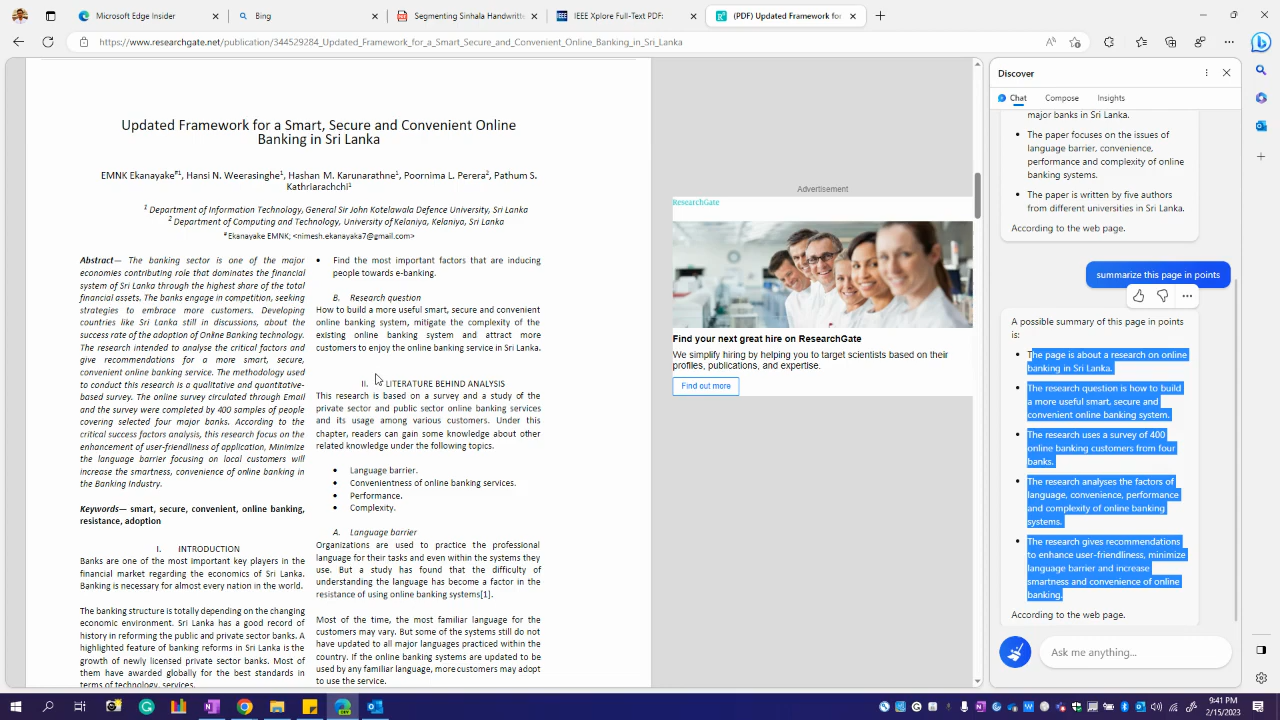 Microsoft Edge Insider
Bing
Segmenting Sinhala Handwritte
IEEE Xplore Full-Text PDF:
(PDF) Updated Framework for
https://www.researchgate.net/publication/344529284_Updated_Framework_for_a_Smart_Secure_and_Convenient_Online_Banking_in_Sri_Lanka
Updated Framework for a Smart, Secure and Convenient Online
Banking in Sri Lanka
EMNK Ekanayake#1, Hansi N. Weerasinghe1, Hashan M. Karunarathne1, Poornima L. Perera2, Pathum S.
Kathriarachchi1
1 Department of Information Technology, General Sir John Kotelawala Defence University, Sri Lanka
2 Department of Computing and Technology, University of Kelaniya, Kelaniya, Sri Lanka
#Ekanayake EMNK; <nimesh.ekanayaka7@gmail.com>
Abstract— The banking sector is one of the major
economies contributing role that dominates the financial
system of Sri Lanka through the highest share of the total
financial assets. The banks engage in competition, seeking
strategies to embrace more customers. Developing
countries like Sri Lanka still in discussions, about the
success rate of the adoption of the Online Banking technology.
The research intended to analyse the critical factors and
give recommendations for a more smart, secure,
convenient online banking service. The methodology used
to conduct this research is a qualitative and quantitative-
based survey. The online survey circulated through Email
and the survey were completed by 400 samples of people
covering selected four major banks. According to the
critical success factors analysis, this research focus on the
enhancement of user-friendliness of application, Minimize
the language barrier focusing on local customers will
increase the smartness, convenience of online banking in
the Banking Industry.
Keywords— smart, secure, convenient, online banking,
resistance, adoption
I. INTRODUCTION
Banks are one of the most important key players in the
financial market regarding the economics of Sri Lanka.
Banking is necessary for almost every nation in the world.
The banking structure is totally depending on the changing
economic environment. Sri Lanka has a good record of
history in reforming the public and private sector banks. A
highlighted feature of banking reforms in Sri Lanka is the
growth of newly licensed private sector banks. Most of
them have awarded globally for the best standards in
terms of technology, services.
• Find the most important factors that are inducing
people towards e-banking.
B. Research question
How to build a more useful smart, secure and convenient
online banking system, mitigate the complexity of the
existing online banking system and attract more
customers to enjoy the online banking service in Sri Lanka.
II. LITERATURE BEHIND ANALYSIS
This research is based on a survey and a study of the
private sector and public sector online banking services
and its usage among various customers. Under this
chapter, readers can gain some knowledge about other
related knowledge under the following topics.
• Language barrier.
• Convenientness of online banking services.
• Performance.
• Complexity.
A. Language barrier
Organizations are used to practice the professional
language for their tasks and even within the systems they
use. But a study has found that the difficulty of
understanding the language has become a factor in the
resistance of using online banking systems[1].
Most of the time, the most familiar language for the
customers may vary. But some of the systems still do not
have updated to all major languages practiced within the
country. If the online banking systems are updated to be
used by any familiar language, more customers may adopt
to use the service.
Advertisement
ResearchGate
Find your next great hire on ResearchGate
We simplify hiring by helping you to target scientists based on their
profiles, publications, and expertise.
Find out more
Discover
Chat
Compose
Insights
major banks in Sri Lanka.
• The paper focuses on the issues of
language barrier, convenience,
performance and complexity of online
banking systems.
• The paper is written by five authors
from different universities in Sri Lanka.
According to the web page.
summarize this page in points
A possible summary of this page in points
is:
• The page is about a research on online
banking in Sri Lanka.
• The research question is how to build
a more useful smart, secure and
convenient online banking system.
• The research uses a survey of 400
online banking customers from four
banks.
• The research analyses the factors of
language, convenience, performance
and complexity of online banking
systems.
• The research gives recommendations
to enhance user-friendliness, minimize
language barrier and increase
smartness and convenience of online
banking.
According to the web page.
Ask me anything...
9:41 PM
2/15/2023